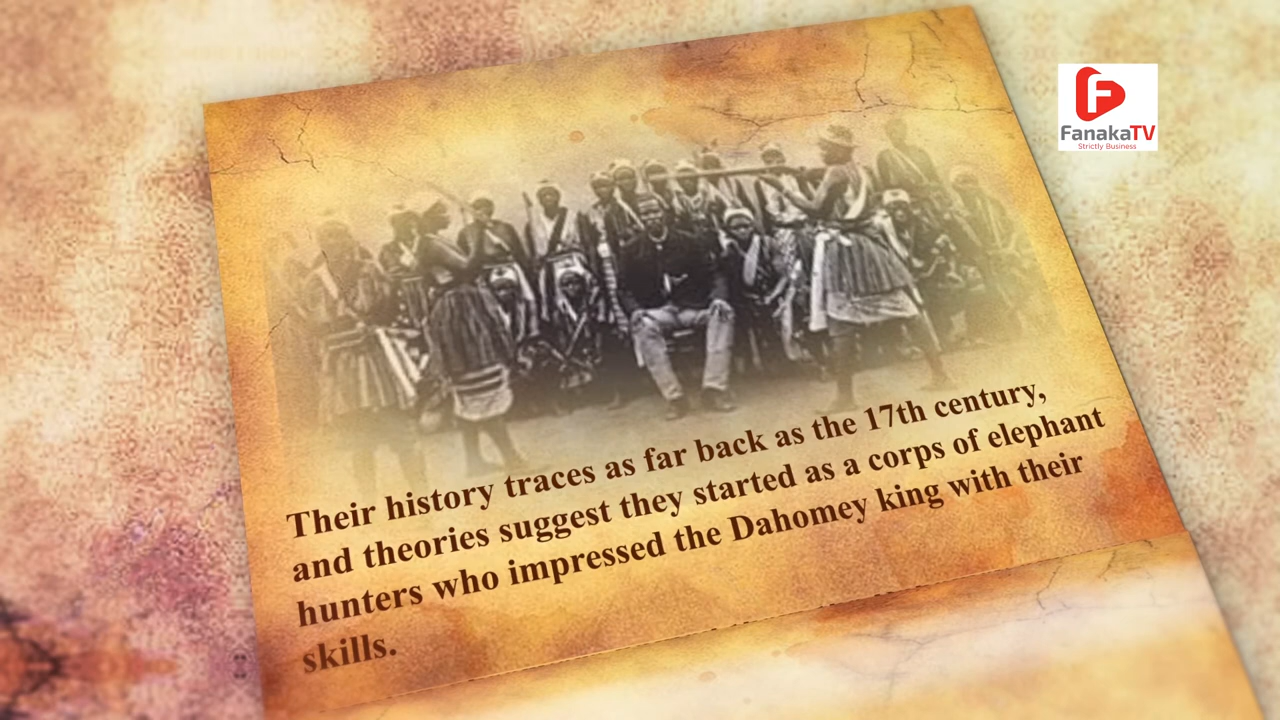 FanakaTV
Strictly Business
Their history traces as far back as the 17th century,
and theories suggest they started as a corps of elephant
hunters who impressed the Dahomey king with their
skills.